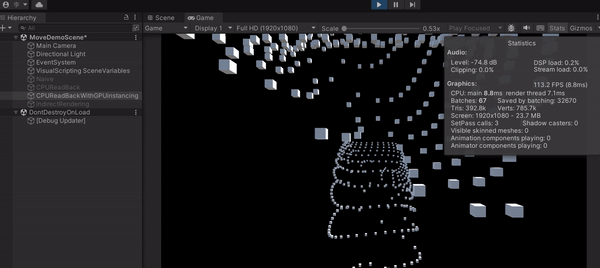 Hierarchy
Scene
Game
All
MoveDemoScene*
Main Camera
Directional Light
EventSystem
VisualScripting SceneVariables
Naive
CPUReadBack
CPUReadBackWithGPUInstancing
IndirectRendering
DontDestroyOnLoad
[Debug Updater]
Game
Display 1
Full HD (1920x1080)
Scale
0.53x
Play Focused
Stats
Gizmos
Statistics
Audio:
Level: -74.8 dB
DSP load: 0.2%
Clipping: 0.0%
Stream load: 0.0%
Graphics:
113.2 FPS (8.8ms)
CPU: main 8.8ms render thread 7.1ms
Batches: 67
Saved by batching: 32670
Tris: 392.8k
Verts: 785.7k
Screen: 1920x1080 - 23.7 MB
SetPass calls: 3
Shadow casters: 0
Visible skinned meshes: 0
Animation components playing: 0
Animator components playing: 0